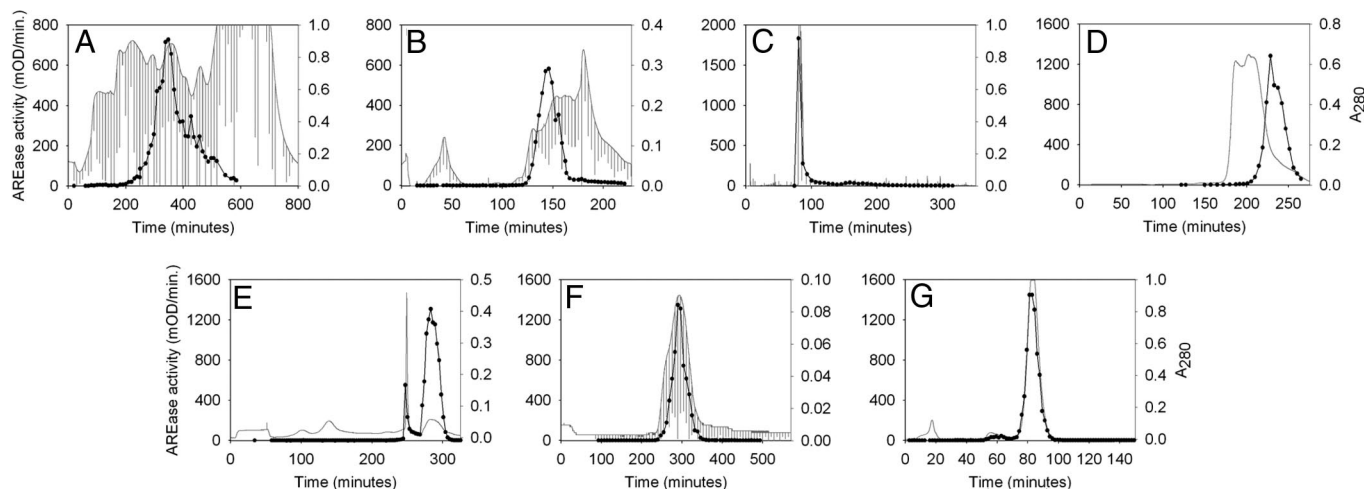 A
B
C
D
AREase activity (mOD/min.)
800 1.0 800 0.4 2000 1.0 1600 0.8
600 0.8 600 0.3 1500 0.8 1200 0.6
400 0.6 400 0.2 1000 0.6 800 0.4
200 0.4 200 0.1 500 0.4 400 0.2
0 0.2 0 0.0 0 0.2 0 0.0
0.0 0.0
A280
0 200 400 600 800 0 50 100 150 200 0 100 200 300 0 50 100 150 200 250
Time (minutes) Time (minutes) Time (minutes) Time (minutes)
E
F
G
AREase activity (mOD/min.)
1600 0.5 1600 0.10 1600 1.0
1200 0.4 1200 0.08 1200 0.8
800 0.3 800 0.06 800 0.6
400 0.2 400 0.04 400 0.4
0 0.1 0 0.02 0 0.2
0.0 0.00 0.0
A280
0 100 200 300 0 100 200 300 400 500 0 20 40 60 80 100 120 140
Time (minutes) Time (minutes) Time (minutes)